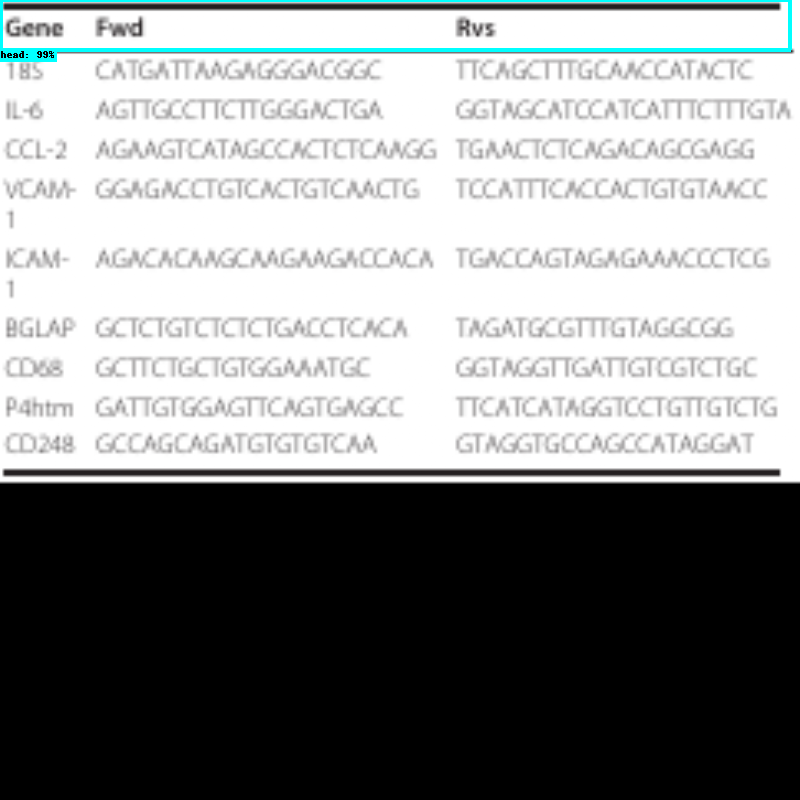 Gene Fwd Rvs
head: 99%
18S CATGATTAAGAGGGACGGC TTCAGCTTTGCAACCATACTC
IL-6 AGTTGCCTTCTTGGGACTGA GGTAGCATCCATCATTTCTTTGTA
CCL-2 AGAAGTCATAGCCACTCTCAAGG TGAACTCTCAGACAGCGAGG
VCAM- GGAGACCTGTCACTGTCAACTG TCCATTTCACCACTGTGTAACC
1
ICAM- AGACACAAGCAAGAAGACCACA TGACCAGTAGAGAAACCCTCG
1
BGLAP GCTCTGTCTCTCTGACCTCACA TAGATGCGTTTGTAGGCGG
CD68 GCTTCTGCTGTGGAAATGC GGTAGGTTGATTGTCGTCTGC
P4htm GATTGTGGAGTTCAGTGAGCC TTCATCATAGGTCCTGTTGTCTG
CD248 GCCAGCAGATGTGTGTCAA GTAGGTGCCAGCCATAGGAT